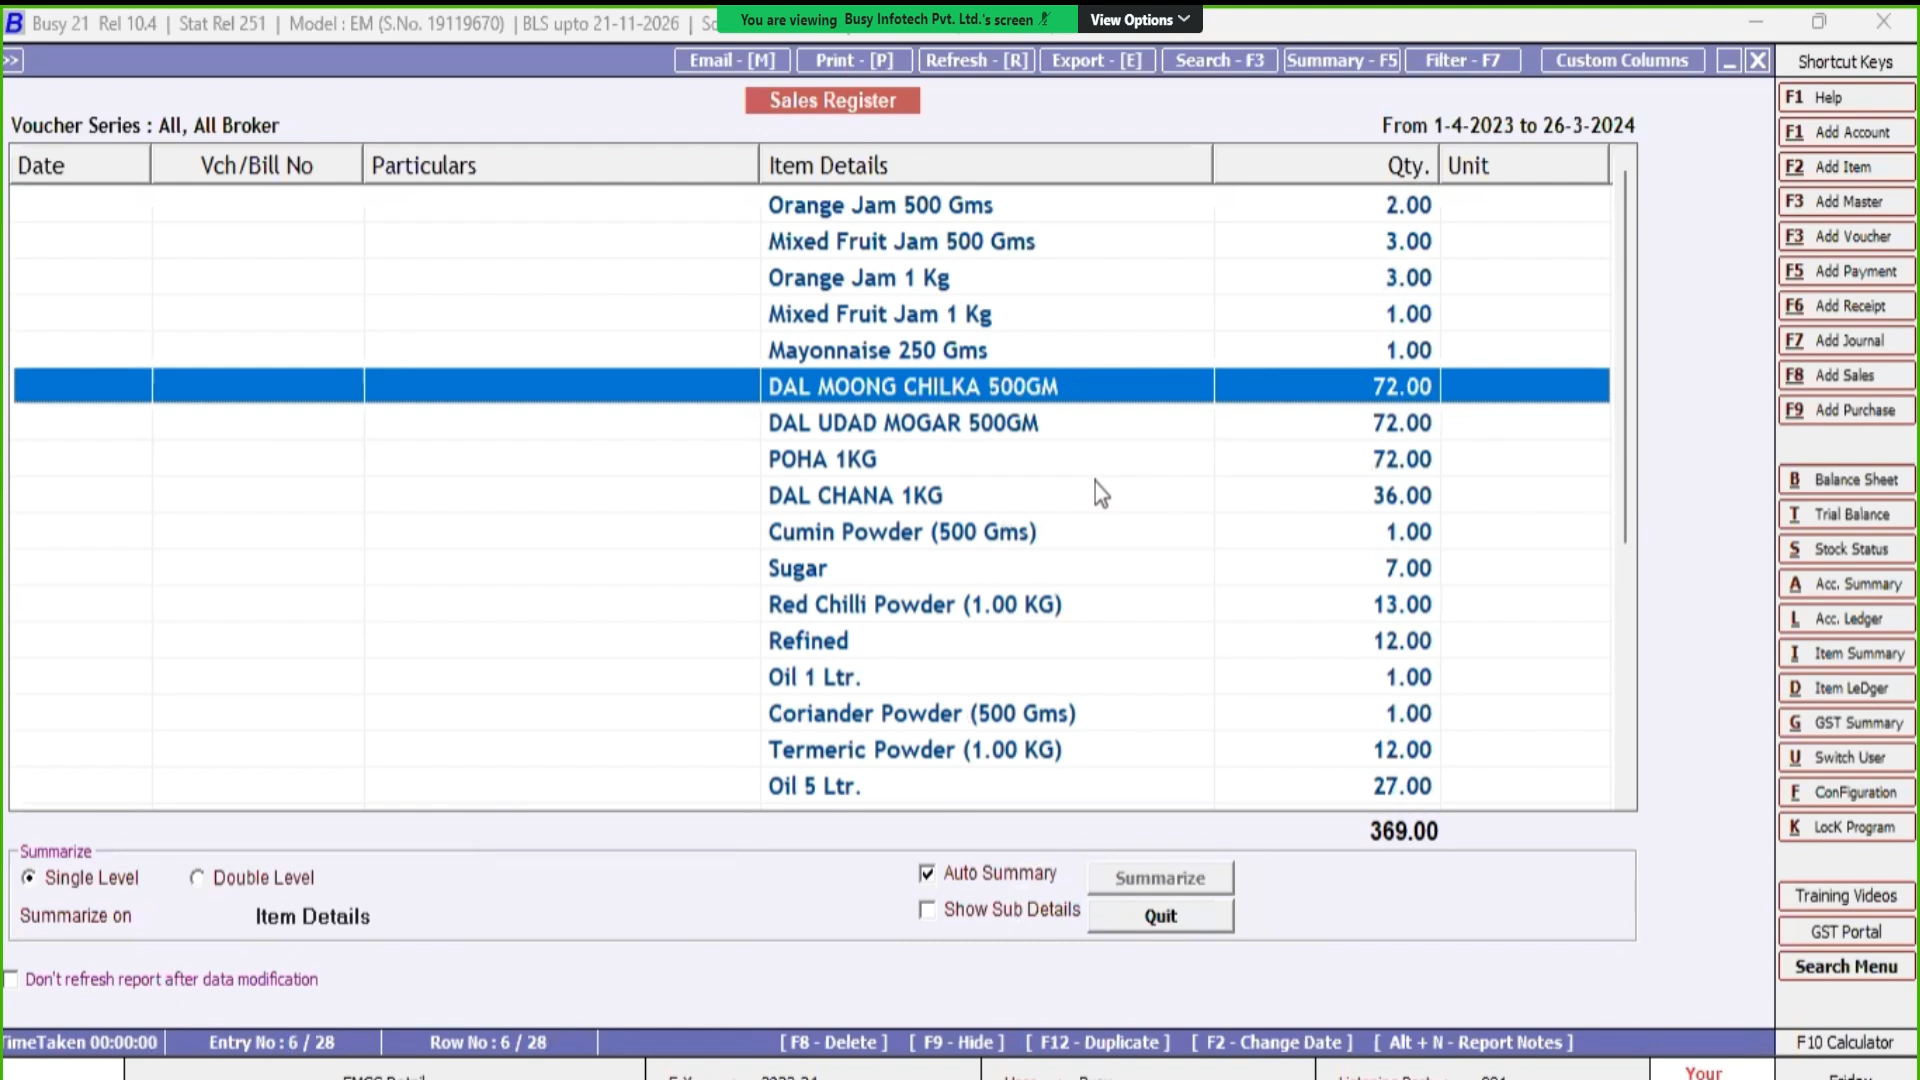 You are viewing Busy Infotech Pvt. Ltd.'s screen View Options
Busy 21 Rel 10.4 | Stat Rel 251 | Model : EM (S.No. 19119670) | BLS upto 21-11-2026
>> Email - [M] Print - [P] Refresh - [R] Export - [E] Search - F3 Summary - F5 Filter - F7 Custom Columns
Sales Register
Voucher Series : All, All Broker From 1-4-2023 to 26-3-2024
Date Vch/Bill No Particulars Item Details Qty. Unit
Orange Jam 500 Gms 2.00
Mixed Fruit Jam 500 Gms 3.00
Orange Jam 1 Kg 3.00
Mixed Fruit Jam 1 Kg 1.00
Mayonnaise 250 Gms 1.00
DAL MOONG CHILKA 500GM 72.00
DAL UDAD MOGAR 500GM 72.00
POHA 1KG 72.00
DAL CHANA 1KG 36.00
Cumin Powder (500 Gms) 1.00
Sugar 7.00
Red Chilli Powder (1.00 KG) 13.00
Refined 12.00
Oil 1 Ltr. 1.00
Coriander Powder (500 Gms) 1.00
Termeric Powder (1.00 KG) 12.00
Oil 5 Ltr. 27.00
369.00
Summarize
Single Level Double Level Auto Summary Summarize
Summarize on Item Details Show Sub Details Quit
Don't refresh report after data modification
TimeTaken 00:00:00 Entry No : 6 / 28 Row No : 6 / 28 [ F8 - Delete ] [ F9 - Hide ] [ F12 - Duplicate ] [ F2 - Change Date ] [ Alt + N - Report Notes ]
Shortcut Keys
F1 Help
F1 Add Account
F2 Add Item
F3 Add Master
F3 Add Voucher
F5 Add Payment
F6 Add Receipt
F7 Add Journal
F8 Add Sales
F9 Add Purchase
B Balance Sheet
T Trial Balance
S Stock Status
A Acc. Summary
L Acc. Ledger
I Item Summary
D Item LeDger
G GST Summary
U Switch User
F ConFiguration
K LocK Program
Training Videos
GST Portal
Search Menu
F10 Calculator
Your